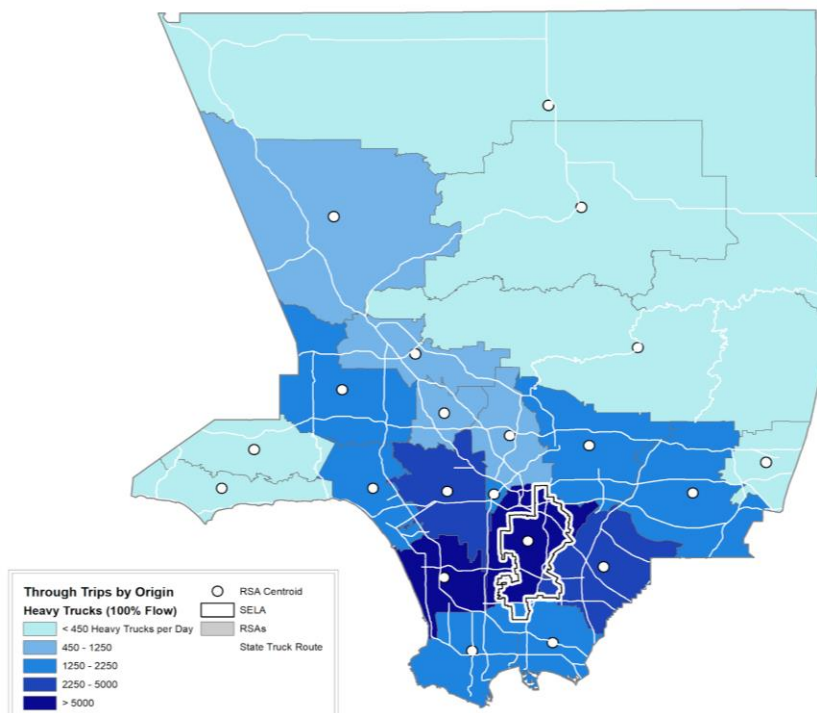 Through Trips by Origin
Heavy Trucks (100% Flow)
< 450 Heavy Trucks per Day
450 - 1250
1250 - 2250
2250 - 5000
> 5000
RSA Centroid
SELA
RSAs
State Truck Route